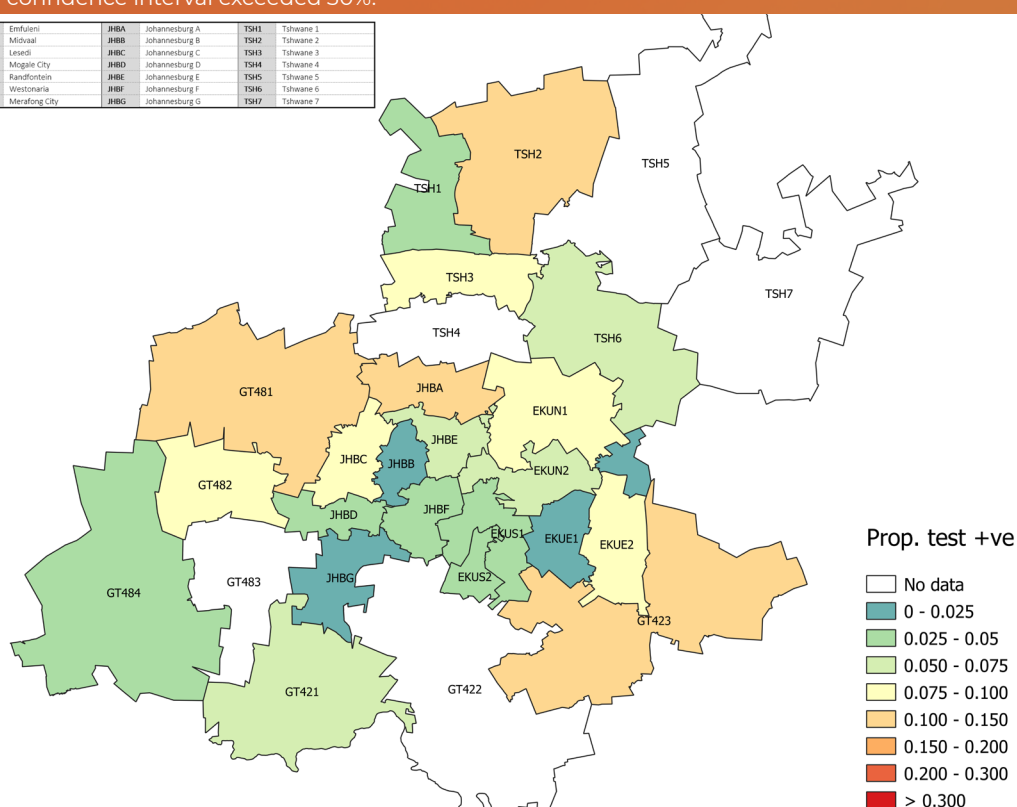 confidence interval exceeded 30%.
Emfuleni JHBA Johannesburg A TSH1 Tshwane 1
Midvaal JHBB Johannesburg B TSH2 Tshwane 2
Lesedi JHBC Johannesburg C TSH3 Tshwane 3
Mogale City JHBD Johannesburg D TSH4 Tshwane 4
Randfontein JHBE Johannesburg E TSH5 Tshwane 5
Westonaria JHBF Johannesburg F TSH6 Tshwane 6
Merafong City JHBG Johannesburg G TSH7 Tshwane 7
TSH2
TSH5
TSH1
TSH3
TSH7
TSH4
TSH6
GT481
JHBA
EKUN1
JHBE
JHBC
JHBB
EKUN2
GT482
JHBF
JHBD
EKUS1
EKUE1
EKUE2
JHBG
EKUS2
GT483
GT484
GT423
GT421
GT422
Prop. test +ve
No data
0 - 0.025
0.025 - 0.05
0.050 - 0.075
0.075 - 0.100
0.100 - 0.150
0.150 - 0.200
0.200 - 0.300
> 0.300